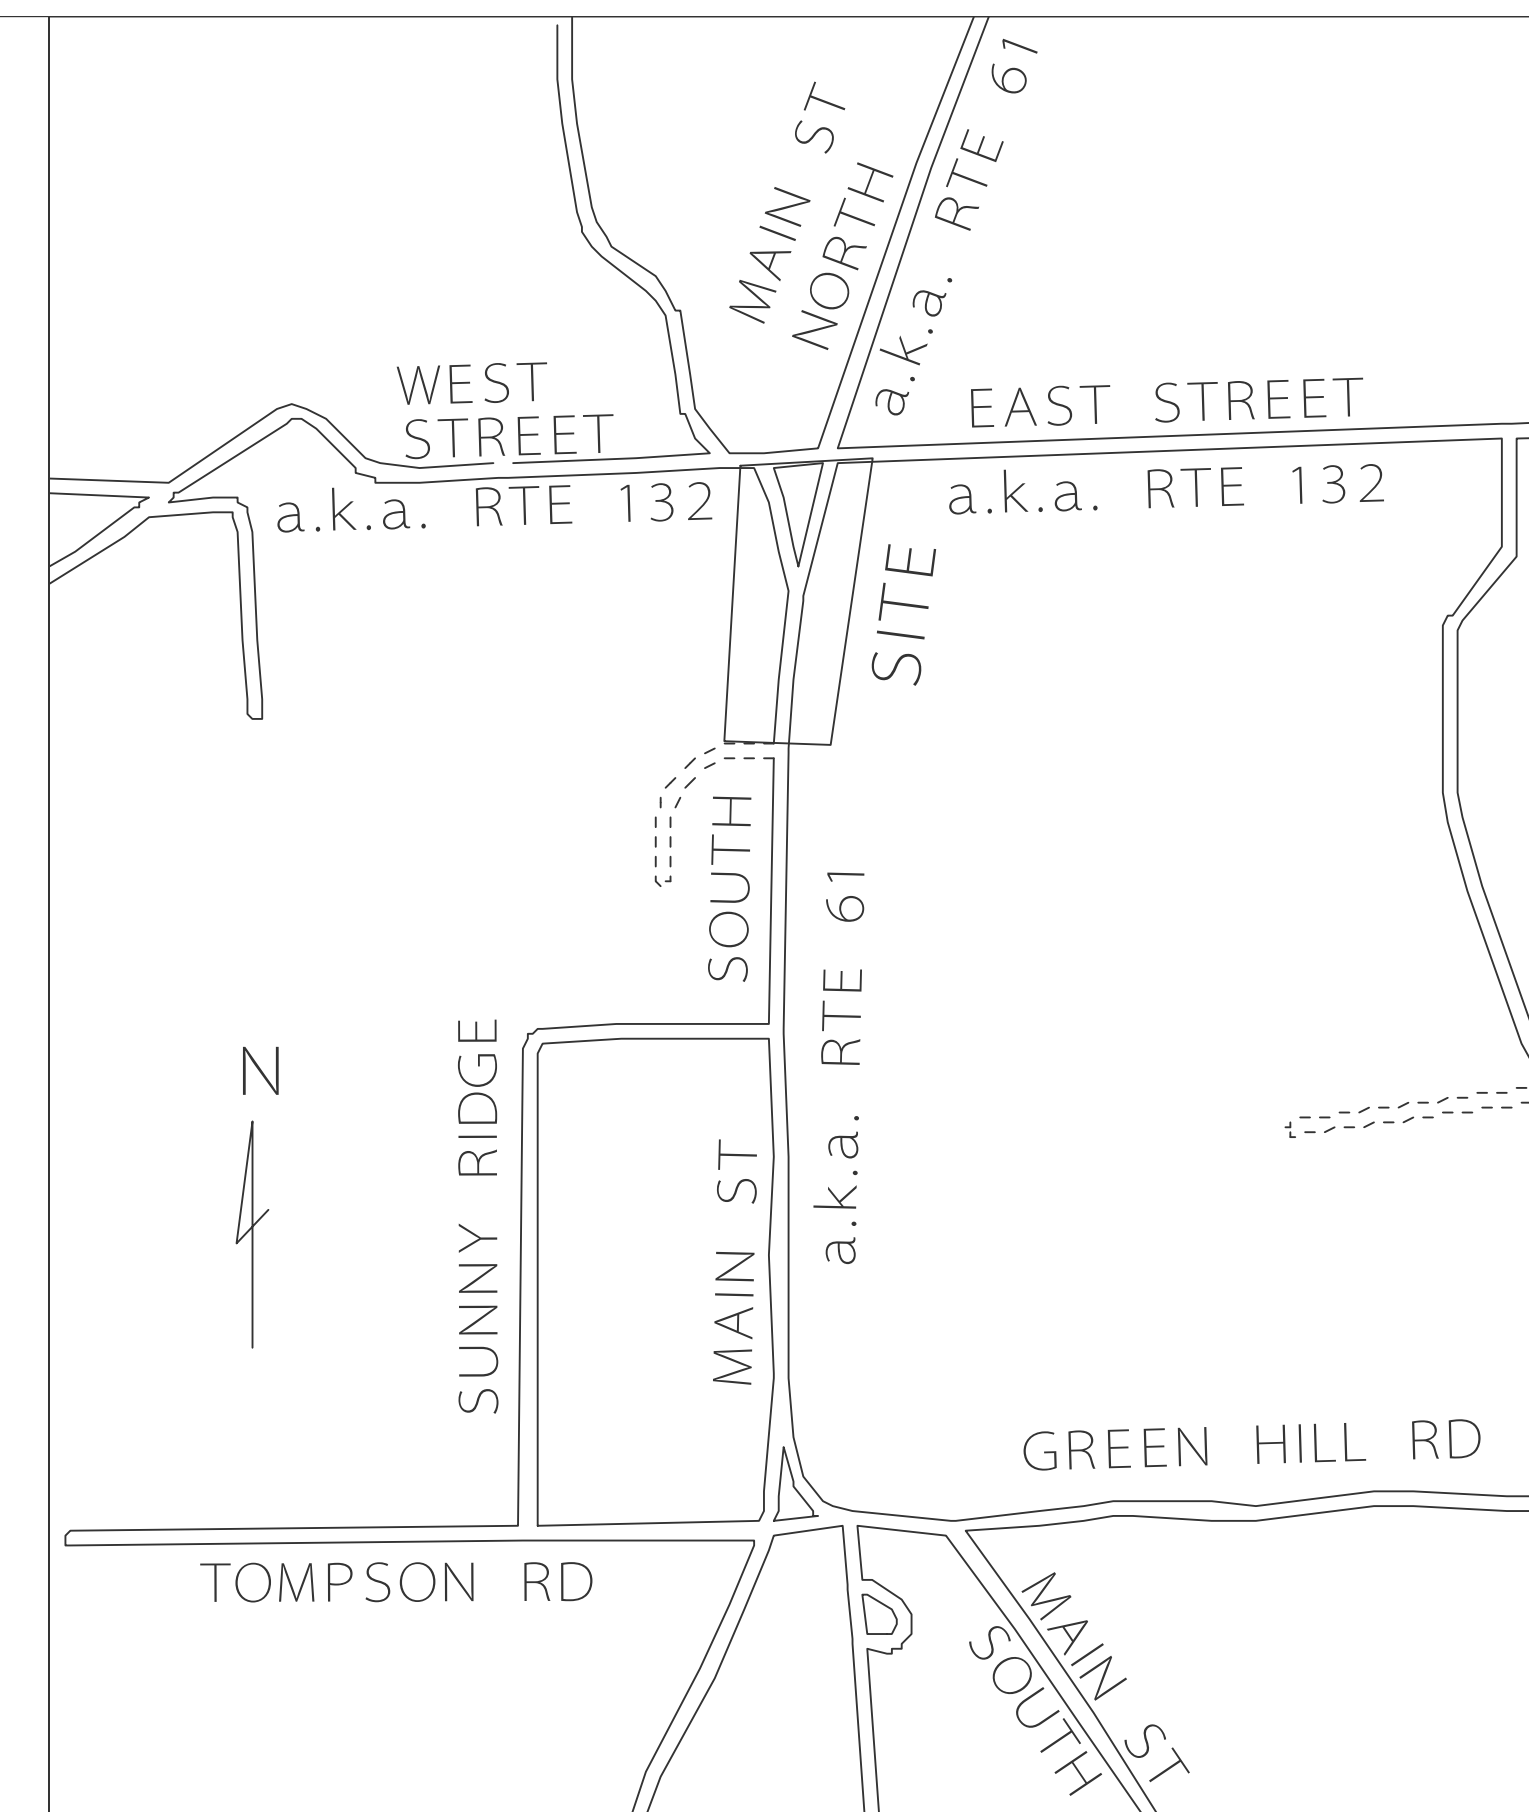 MAIN ST
NORTH
a.k.a. RTE 61
WEST
STREET
a.k.a. RTE 132
EAST STREET
a.k.a. RTE 132
SITE
SOUTH
MAIN ST
a.k.a. RTE 61
SUNNY RIDGE
N
GREEN HILL RD
TOMPSON RD
MAIN ST
SOUTH